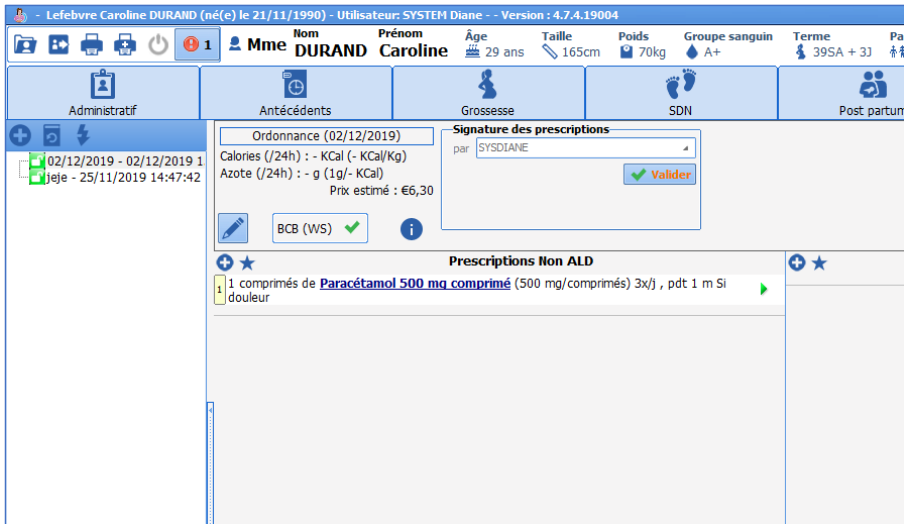 - Lefebvre Caroline DURAND (né(e) le 21/11/1990) - Utilisateur: SYSTEM Diane - - Version : 4.7.4.19004
1 Mme Nom DURAND Prénom Caroline Âge 29 ans Taille 165cm Poids 70kg Groupe sanguin A+ Terme 39SA + 3J Pa
Administratif Antécédents Grossesse SDN Post partum
02/12/2019 - 02/12/2019 1
jeje - 25/11/2019 14:47:42
Ordonnance (02/12/2019)
Calories (/24h) : - KCal (- KCal/Kg)
Azote (/24h) : - g (1g/- KCal)
Prix estimé : €6,30
BCB (WS)
Signature des prescriptions
par SYSDIANE
Valider
Prescriptions Non ALD
1 1 comprimés de Paracétamol 500 mg comprimé (500 mg/comprimés) 3x/j , pdt 1 m Si
douleur